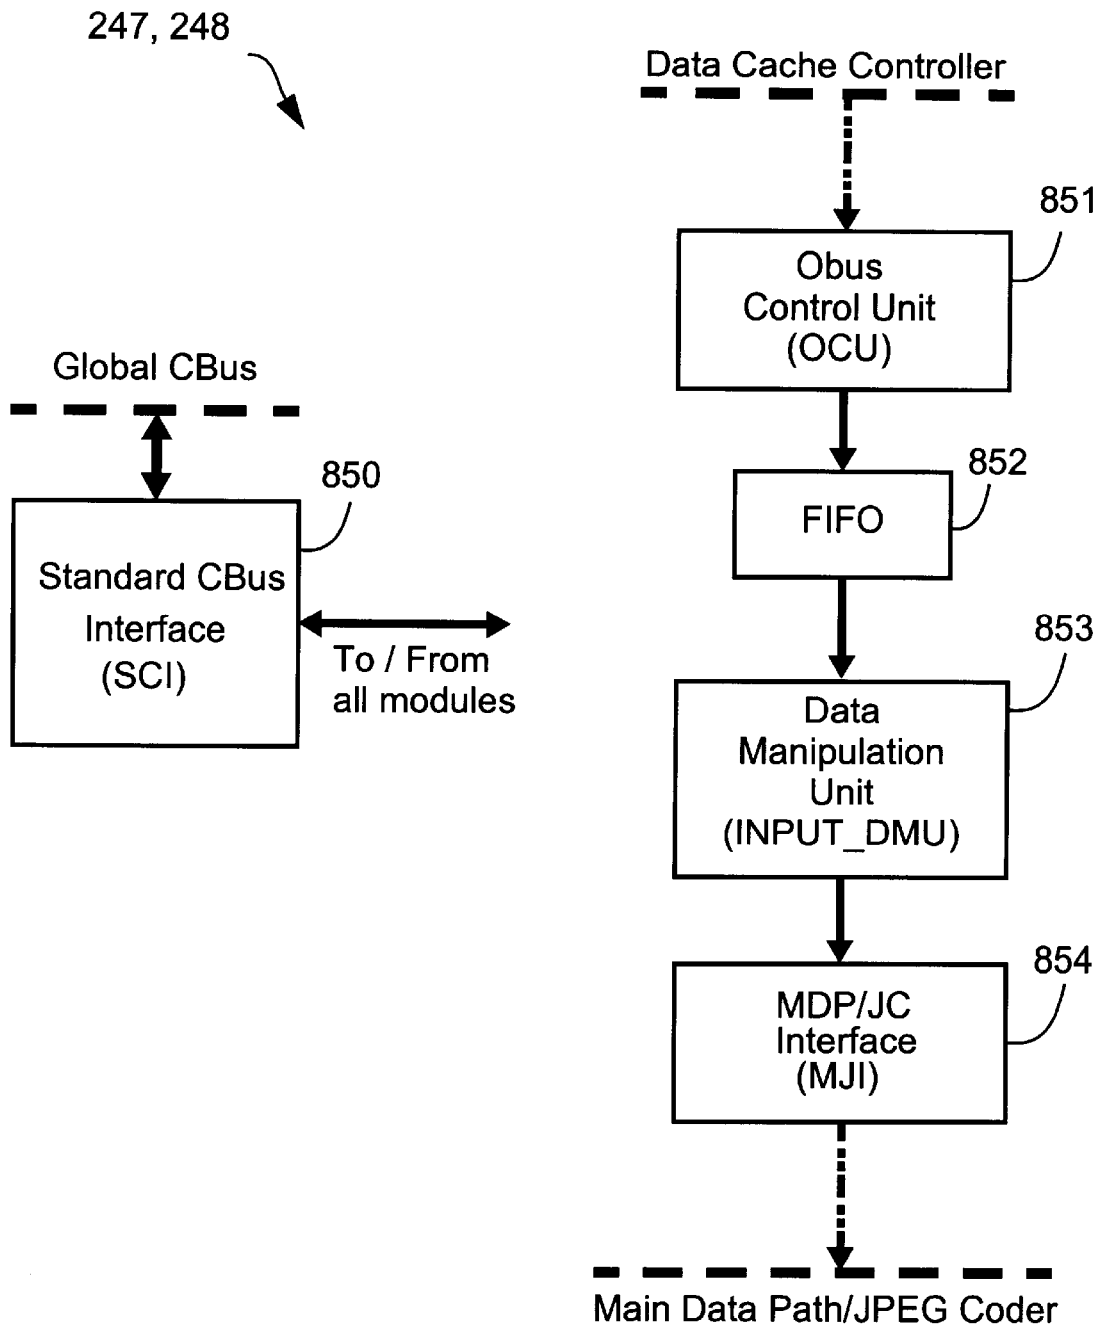 247, 248
Data Cache Controller
851
Obus
Control Unit
(OCU)
Global CBus
850
852
FIFO
Standard CBus
Interface
(SCI)
To / From
all modules
853
Data
Manipulation
Unit
(INPUT_DMU)
854
MDP/JC
Interface
(MJI)
Main Data Path/JPEG Coder